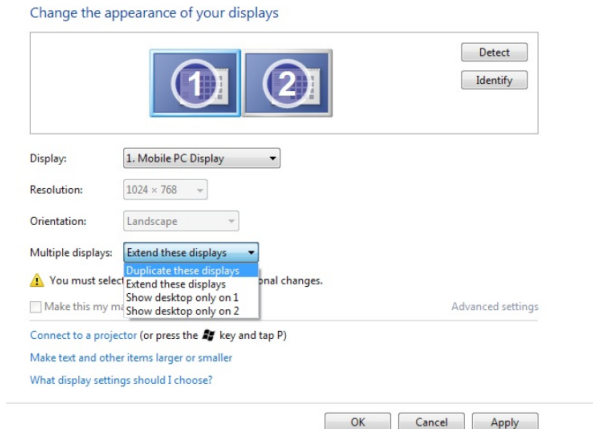 Change the appearance of your displays
1
2
Detect
Identify
Display:
1. Mobile PC Display
Resolution:
1024 × 768
Orientation:
Landscape
Multiple displays:
Extend these displays
Duplicate these displays
Extend these displays
Show desktop only on 1
Show desktop only on 2
You must select
onal changes.
Make this my ma
Advanced settings
Connect to a projector (or press the key and tap P)
Make text and other items larger or smaller
What display settings should I choose?
OK
Cancel
Apply